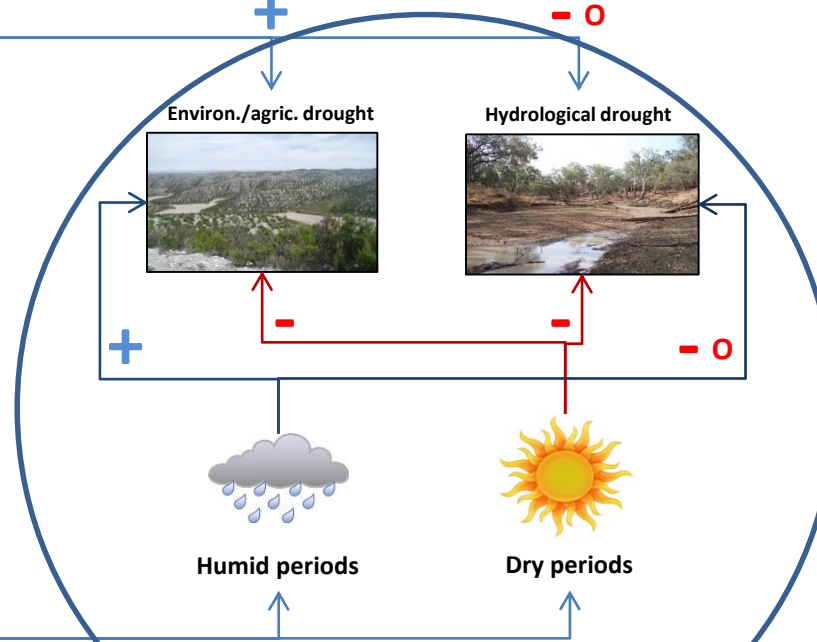 +
- o
Environ./agric. drought
Hydrological drought
-
-
+
- o
Humid periods
Dry periods